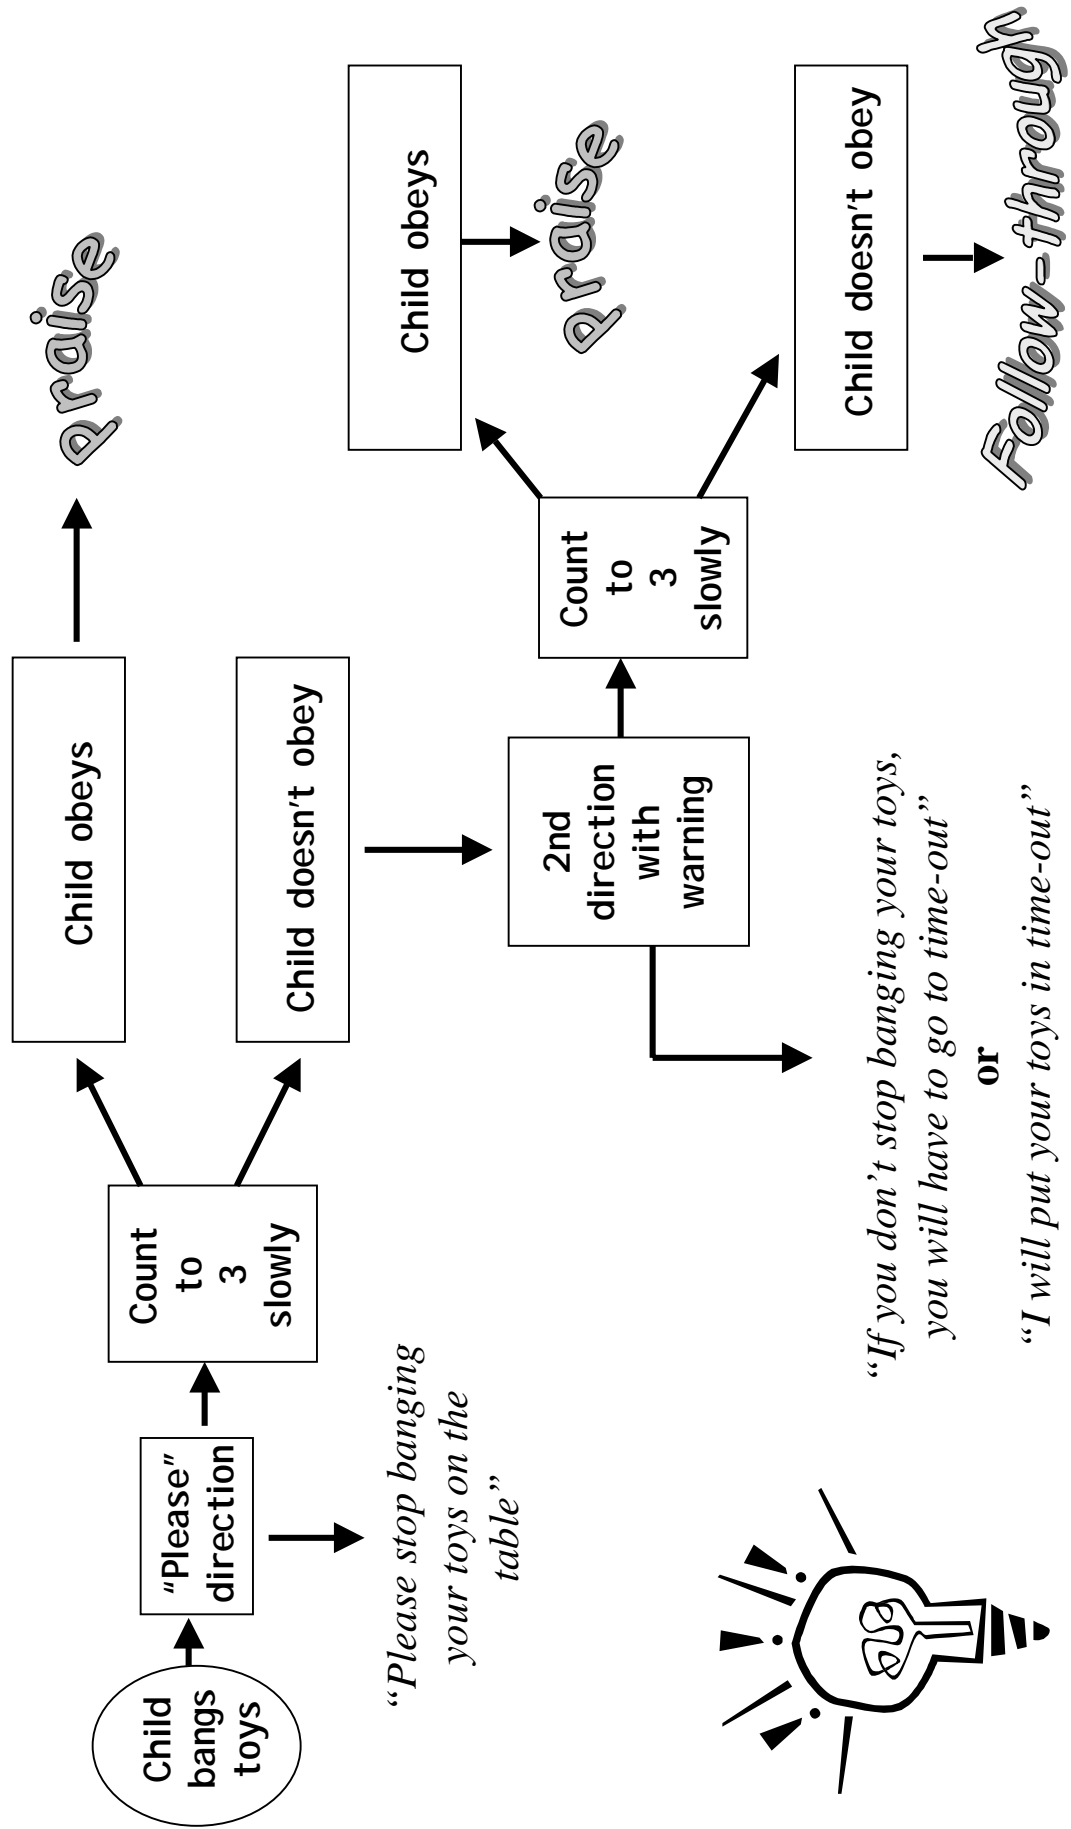 Child
bangs
toys
“Please”
direction
“Please stop banging
your toys on the
table”
Count
to
3
slowly
Child obeys
Praise
Child doesn’t obey
2nd
direction
with
warning
“If you don’t stop banging your toys,
you will have to go to time-out”
or
“I will put your toys in time-out”
Count
to
3
slowly
Child obeys
Praise
Child doesn’t obey
Follow-through